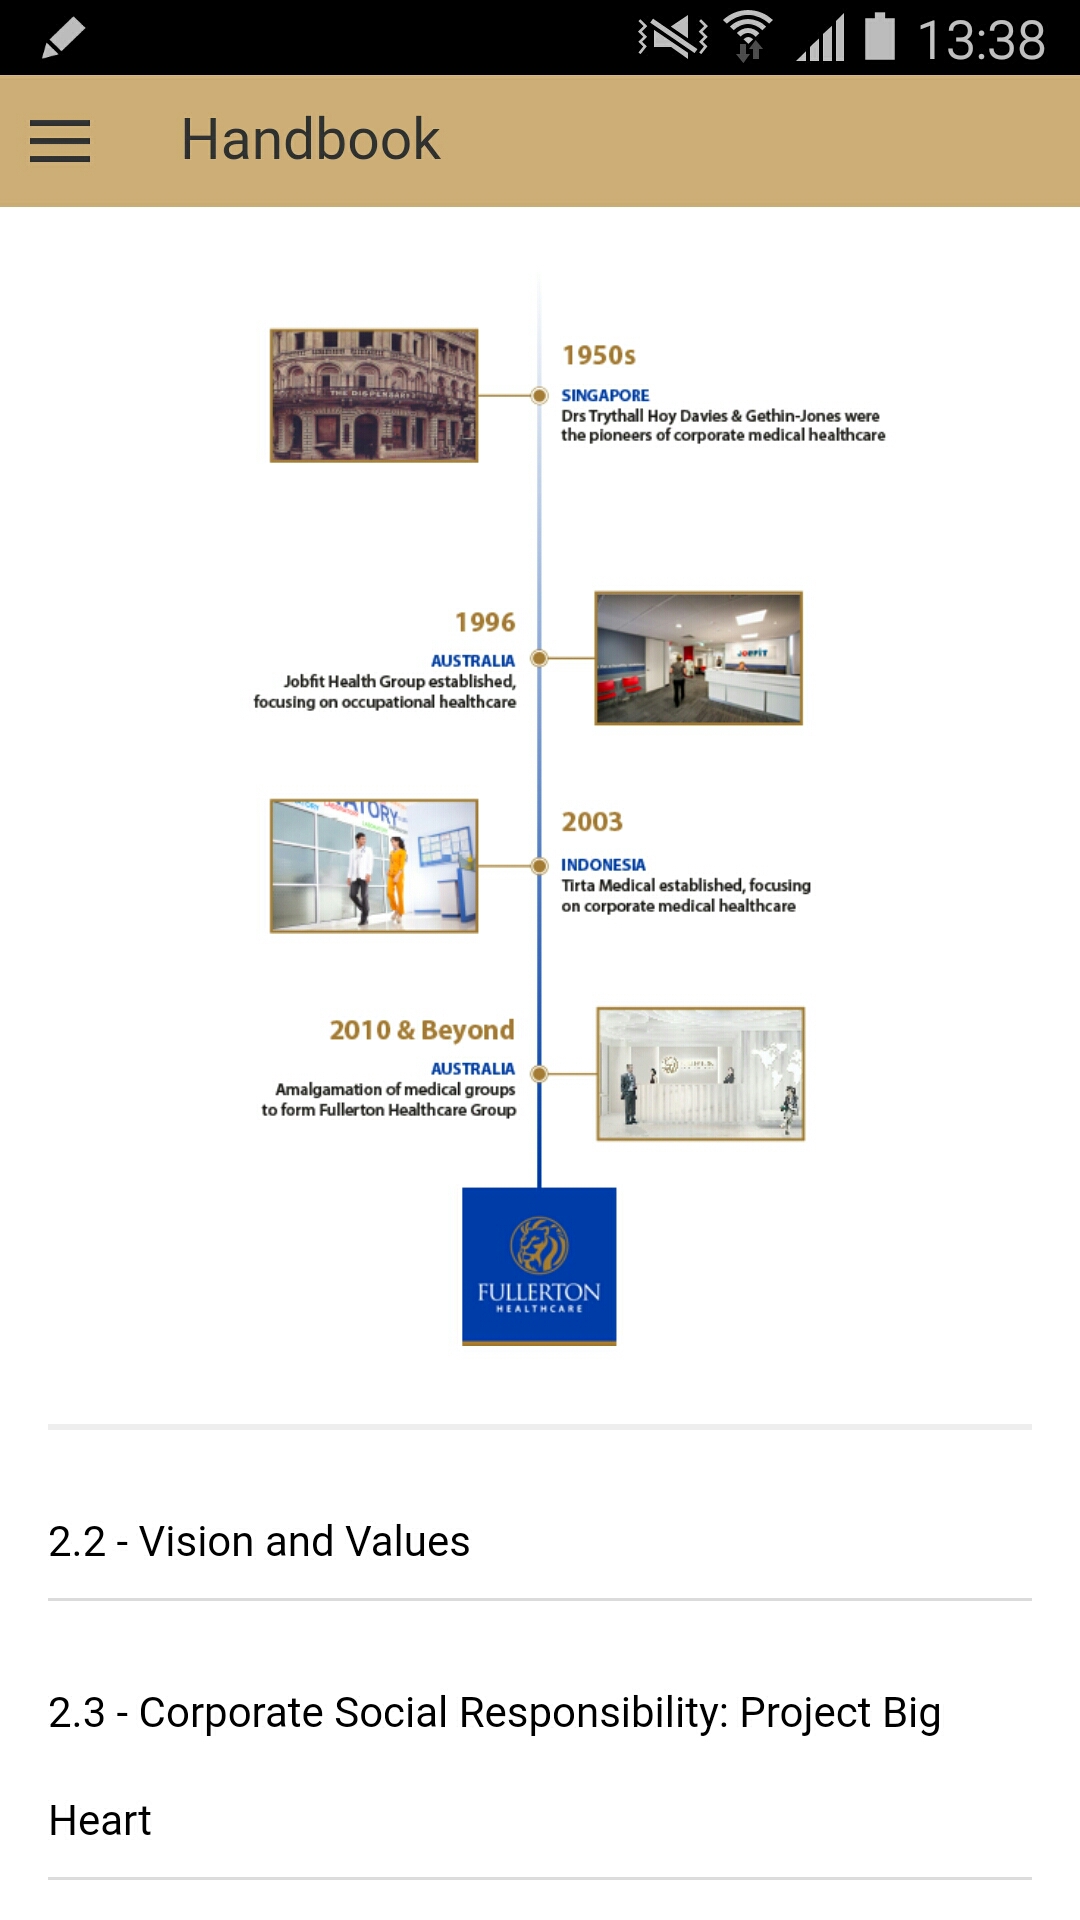 13:38
Handbook
1950s
THE DISPENSARY
SINGAPORE
Drs Trythall Hoy Davies & Gethin-Jones were
the pioneers of corporate medical healthcare
1996
AUSTRALIA
Jobfit Health Group established,
focusing on occupational healthcare
JOBFIT
2003
INDONESIA
Tirta Medical established, focusing
on corporate medical healthcare
2010 & Beyond
AUSTRALIA
Amalgamation of medical groups
to form Fullerton Healthcare Group
FULLERTON
HEALTHCARE
2.2 - Vision and Values
2.3 - Corporate Social Responsibility: Project Big
Heart